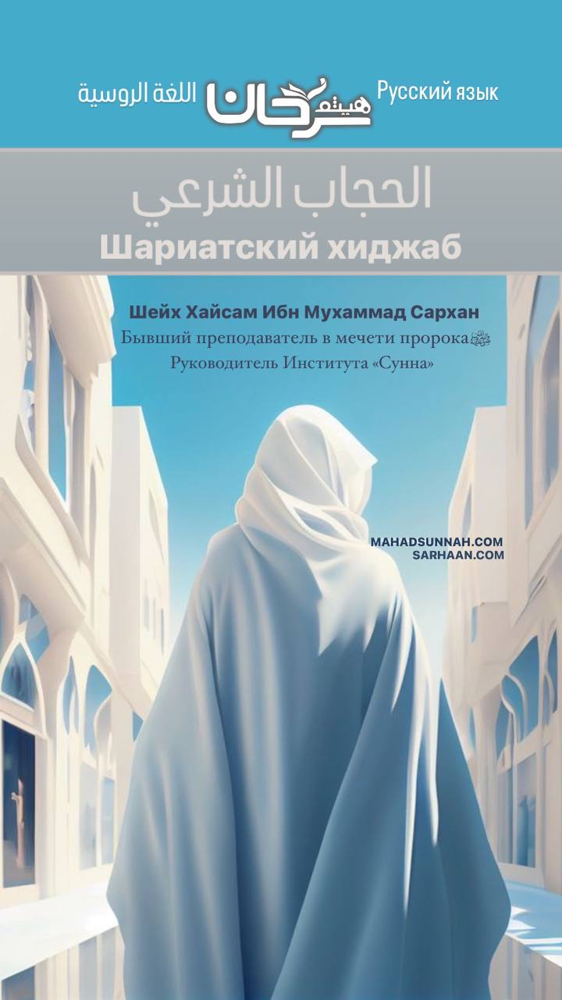 اللغة الروسية هيثم سرحان Русский язык
الحجاب الشرعي
Шариатский хиджаб
Шейх Хайсам Ибн Мухаммад Сархан
Бывший преподаватель в мечети пророка ﷺ
Руководитель Института «Сунна»
MAHADSUNNAH.COM
SARHAAN.COM